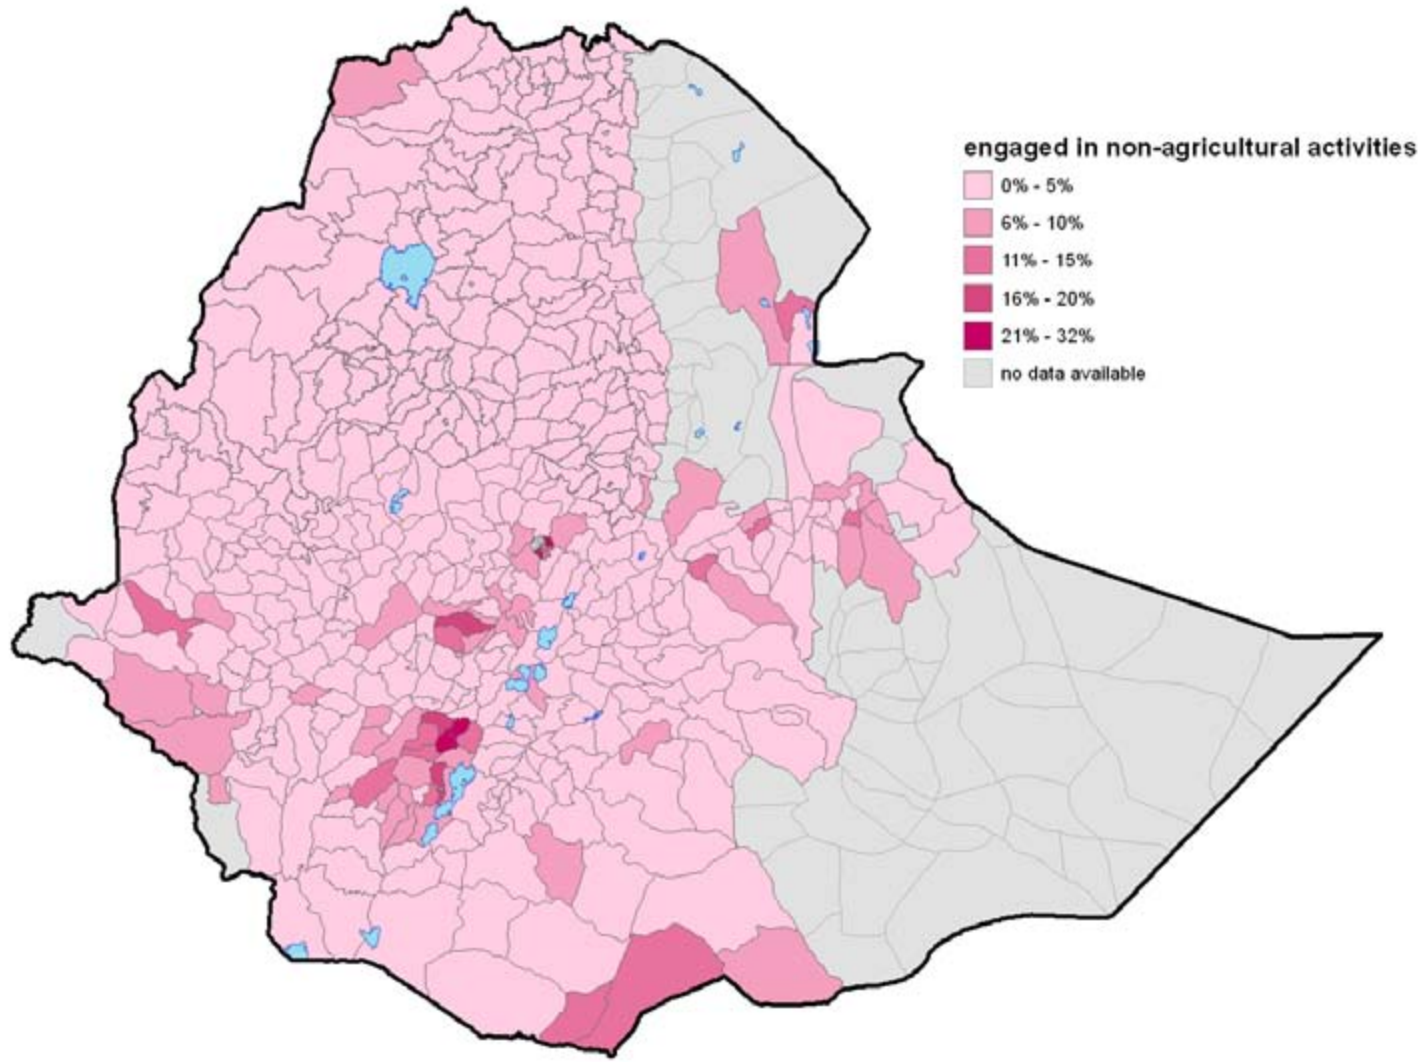 engaged in non-agricultural activities
0% - 5%
6% - 10%
11% - 15%
16% - 20%
21% - 32%
no data available